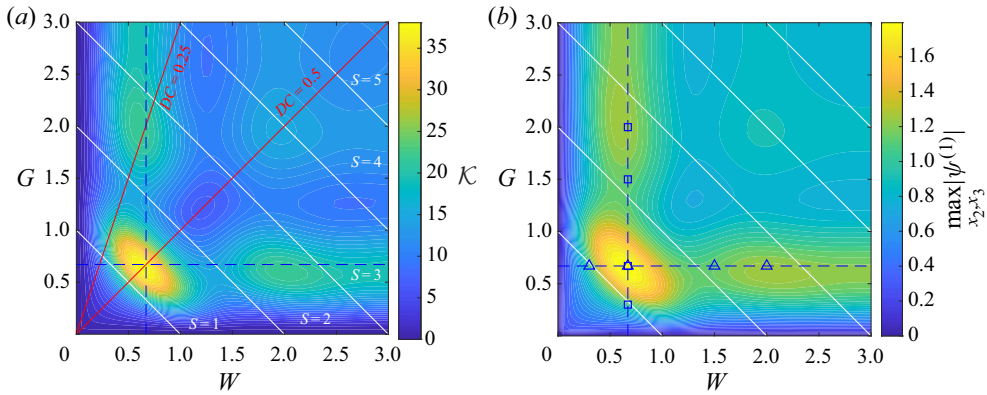 (a)
(b)
3.0
2.5
2.0
1.5
1.0
0.5
0
G
0.5
1.0
1.5
2.0
2.5
3.0
W
DC = 0.25
DC = 0.5
S = 5
S = 4
S = 3
S = 2
S = 1
35
30
25
20
15
10
5
0
𝒦
3.0
2.5
2.0
1.5
1.0
0.5
0
G
0.5
1.0
1.5
2.0
2.5
3.0
W
1.6
1.4
1.2
1.0
0.8
0.6
0.4
0.2
0
max|ψ⁽¹⁾|
x₂,x₃